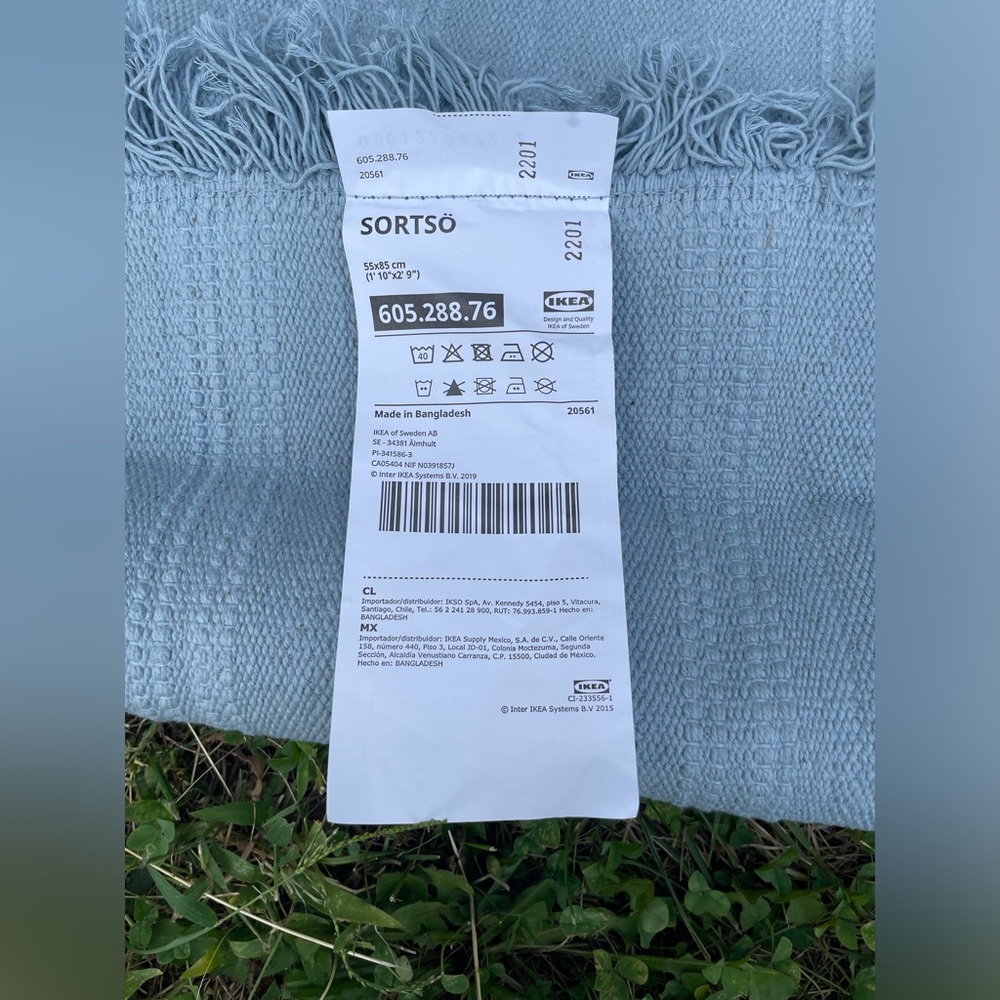 605.288.76
20561
2201
IKEA
SORTSÖ
2201
55x85 cm
(1' 10"x2' 9")
605.288.76
IKEA
Design and Quality
IKEA of Sweden
40
Made in Bangladesh
20561
IKEA of Sweden AB
SE - 34381 Älmhult
PI-341586-3
CA05404 NIF N0391857J
© Inter IKEA Systems B.V. 2019
CL
Importador/distribuidor: IKSO SpA, Av. Kennedy 5454, piso 5, Vitacura,
Santiago, Chile, Tel.: 56 2 241 28 900, RUT: 76.993.859-1 Hecho en:
BANGLADESH
MX
Importador/distribuidor: IKEA Supply Mexico, S.A. de C.V., Calle Oriente
158, número 440, Piso 3, Local JD-01, Colonia Moctezuma, Segunda
Sección, Alcaldía Venustiano Carranza, C.P. 15500, Ciudad de México.
Hecho en: BANGLADESH
IKEA
CI-233556-1
© Inter IKEA Systems B.V 2015